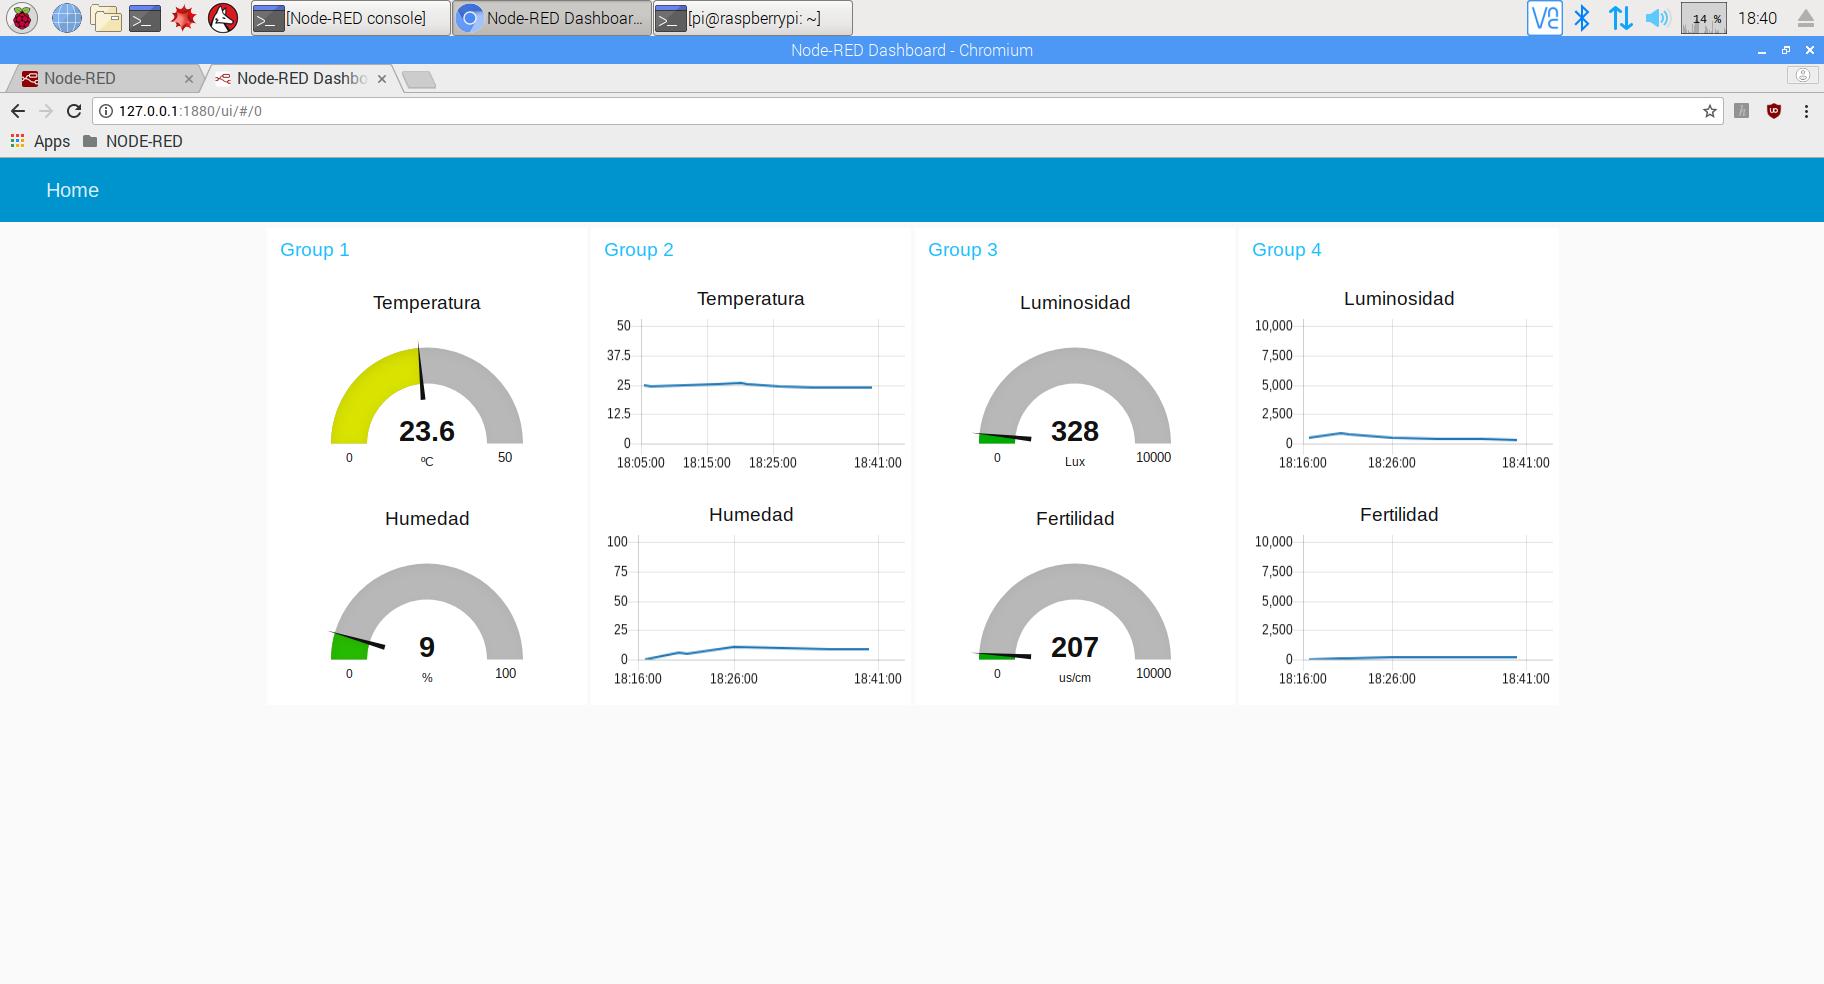 [Node-RED console]
Node-RED Dashboar...
[pi@raspberrypi: ~]
14 %
18:40
Node-RED Dashboard - Chromium
Node-RED
Node-RED Dashbo
127.0.0.1:1880/ui/#/0
Apps
NODE-RED
Home
Group 1
Temperatura
23.6
0
ºC
50
Humedad
9
0
%
100
Group 2
Temperatura
50
37.5
25
12.5
0
18:05:00 18:15:00 18:25:00 18:41:00
Humedad
100
75
50
25
0
18:16:00 18:26:00 18:41:00
Group 3
Luminosidad
328
0
Lux
10000
Fertilidad
207
0
us/cm
10000
Group 4
Luminosidad
10,000
7,500
5,000
2,500
0
18:16:00 18:26:00 18:41:00
Fertilidad
10,000
7,500
5,000
2,500
0
18:16:00 18:26:00 18:41:00